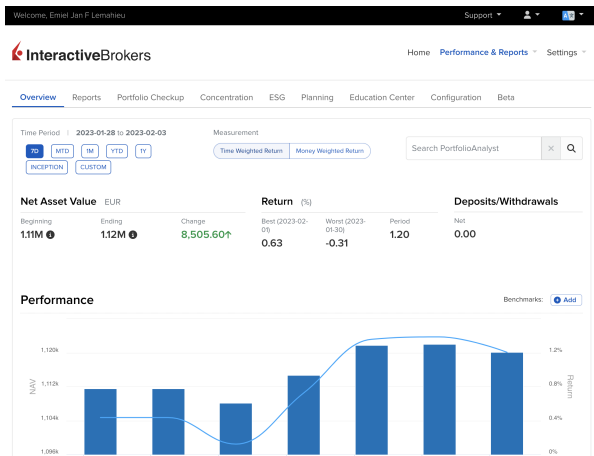 Welcome, Emiel Jan F Lemahieu
Support
InteractiveBrokers
Home Performance & Reports Settings
Overview Reports Portfolio Checkup Concentration ESG Planning Education Center Configuration Beta
Time Period | 2023-01-28 to 2023-02-03
7D MTD 1M YTD 1Y
INCEPTION CUSTOM
Measurement
Time Weighted Return Money Weighted Return
Search PortfolioAnalyst
Net Asset Value EUR
Beginning Ending Change
1.11M 1.12M 8,505.60↑
Return (%)
Best (2023-02-
01)
0.63
Worst (2023-
01-30)
-0.31
Period
1.20
Deposits/Withdrawals
Net
0.00
Performance
Benchmarks: Add
NAV
1,120k
1,112k
1,104k
1,096k
1.2%
0.8%
0.4%
0%
Return